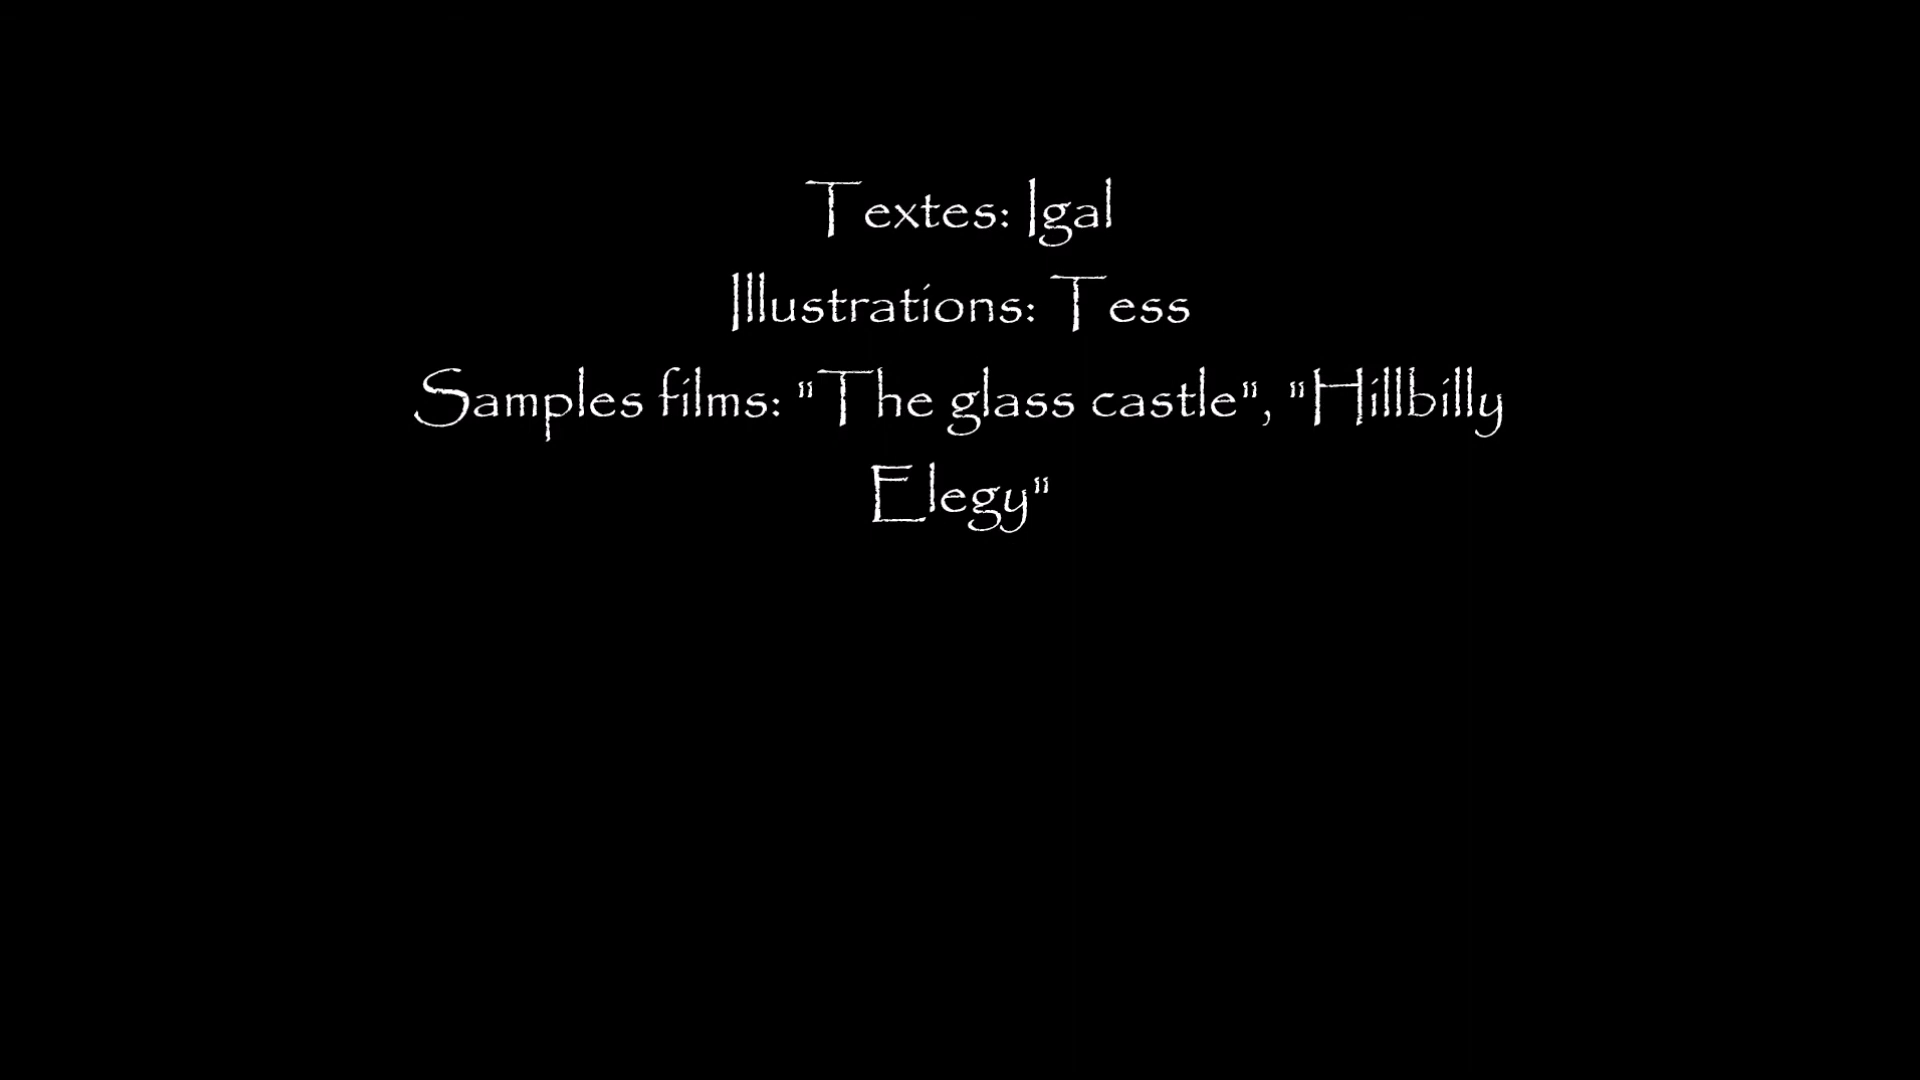 Textes: Igal
Illustrations: Tess
Samples films: "The glass castle", "Hillbilly
Elegy"